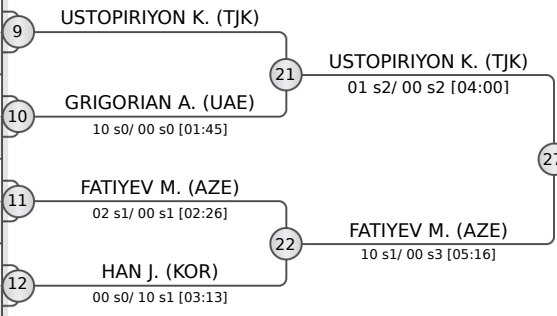 USTOPIRIYON K. (TJK)
9
21
USTOPIRIYON K. (TJK)
01 s2/ 00 s2 [04:00]
GRIGORIAN A. (UAE)
10
10 s0/ 00 s0 [01:45]
27
FATIYEV M. (AZE)
11
02 s1/ 00 s1 [02:26]
22
FATIYEV M. (AZE)
10 s1/ 00 s3 [05:16]
HAN J. (KOR)
12
00 s0/ 10 s1 [03:13]